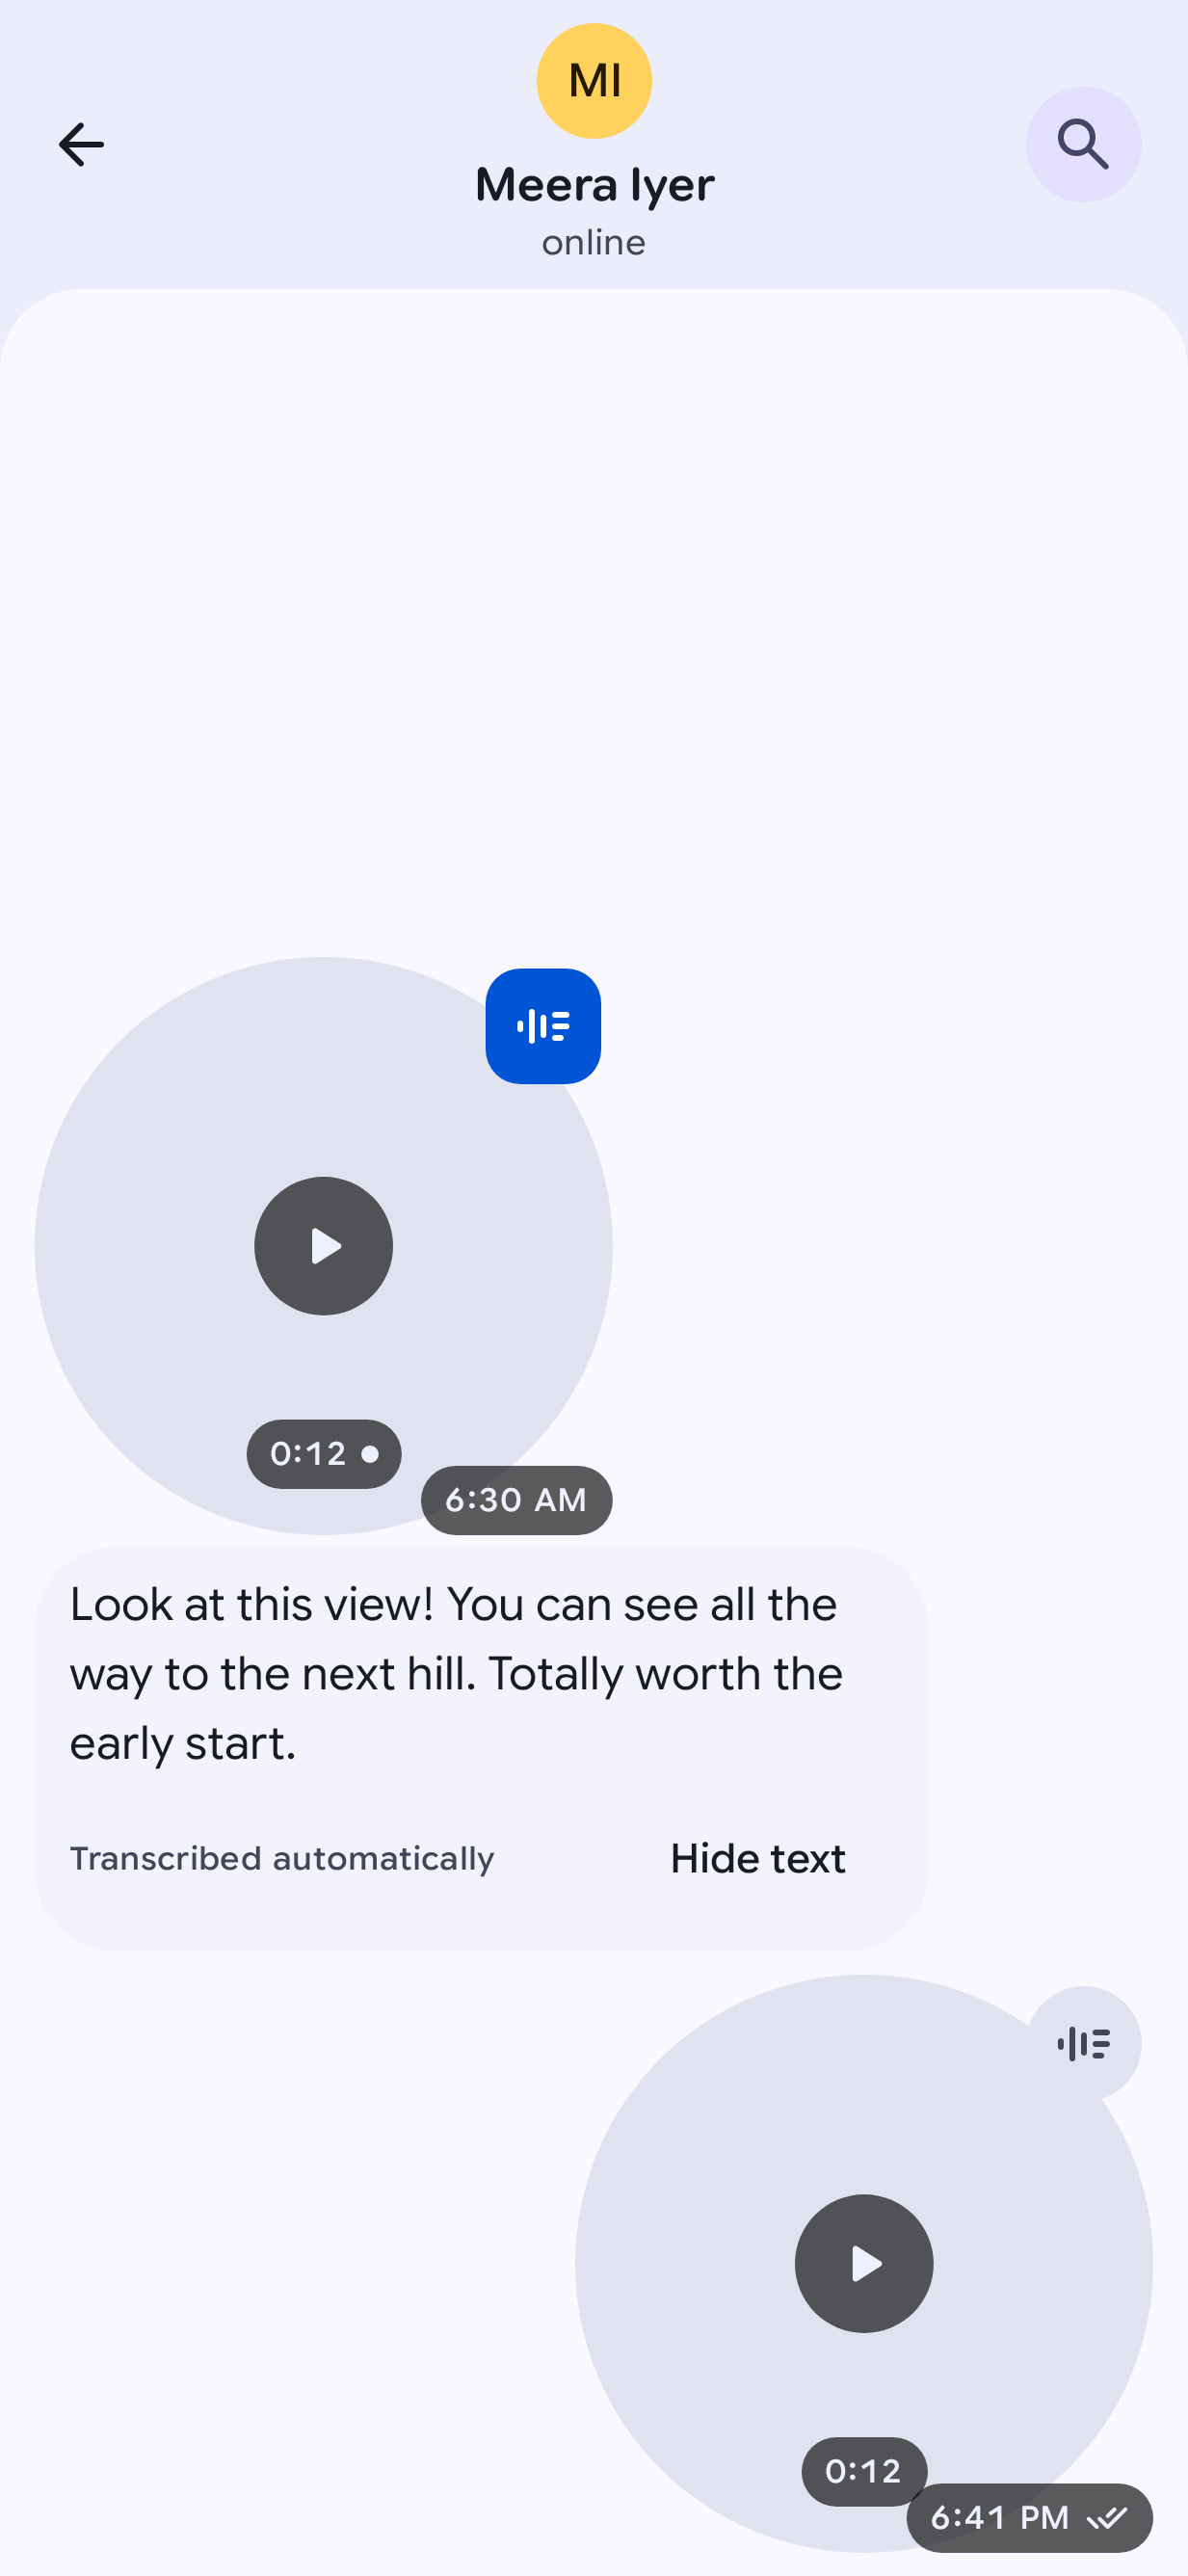 MI
Meera Iyer
online
0:12
6:30 AM
Look at this view! You can see all the
way to the next hill. Totally worth the
early start.
Transcribed automatically
Hide text
0:12
6:41 PM